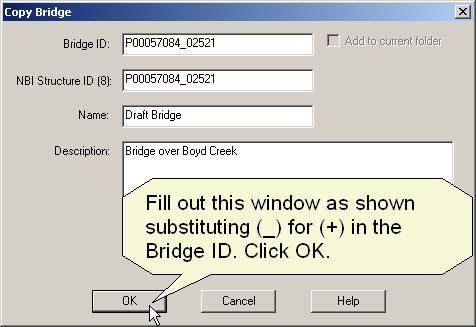 Copy Bridge
Bridge ID: P00057084_02521 Add to current folder
NBI Structure ID (8): P00057084_02521
Name: Draft Bridge
Description: Bridge over Boyd Creek
Fill out this window as shown
substituting (_) for (+) in the
Bridge ID. Click OK.
OK Cancel Help